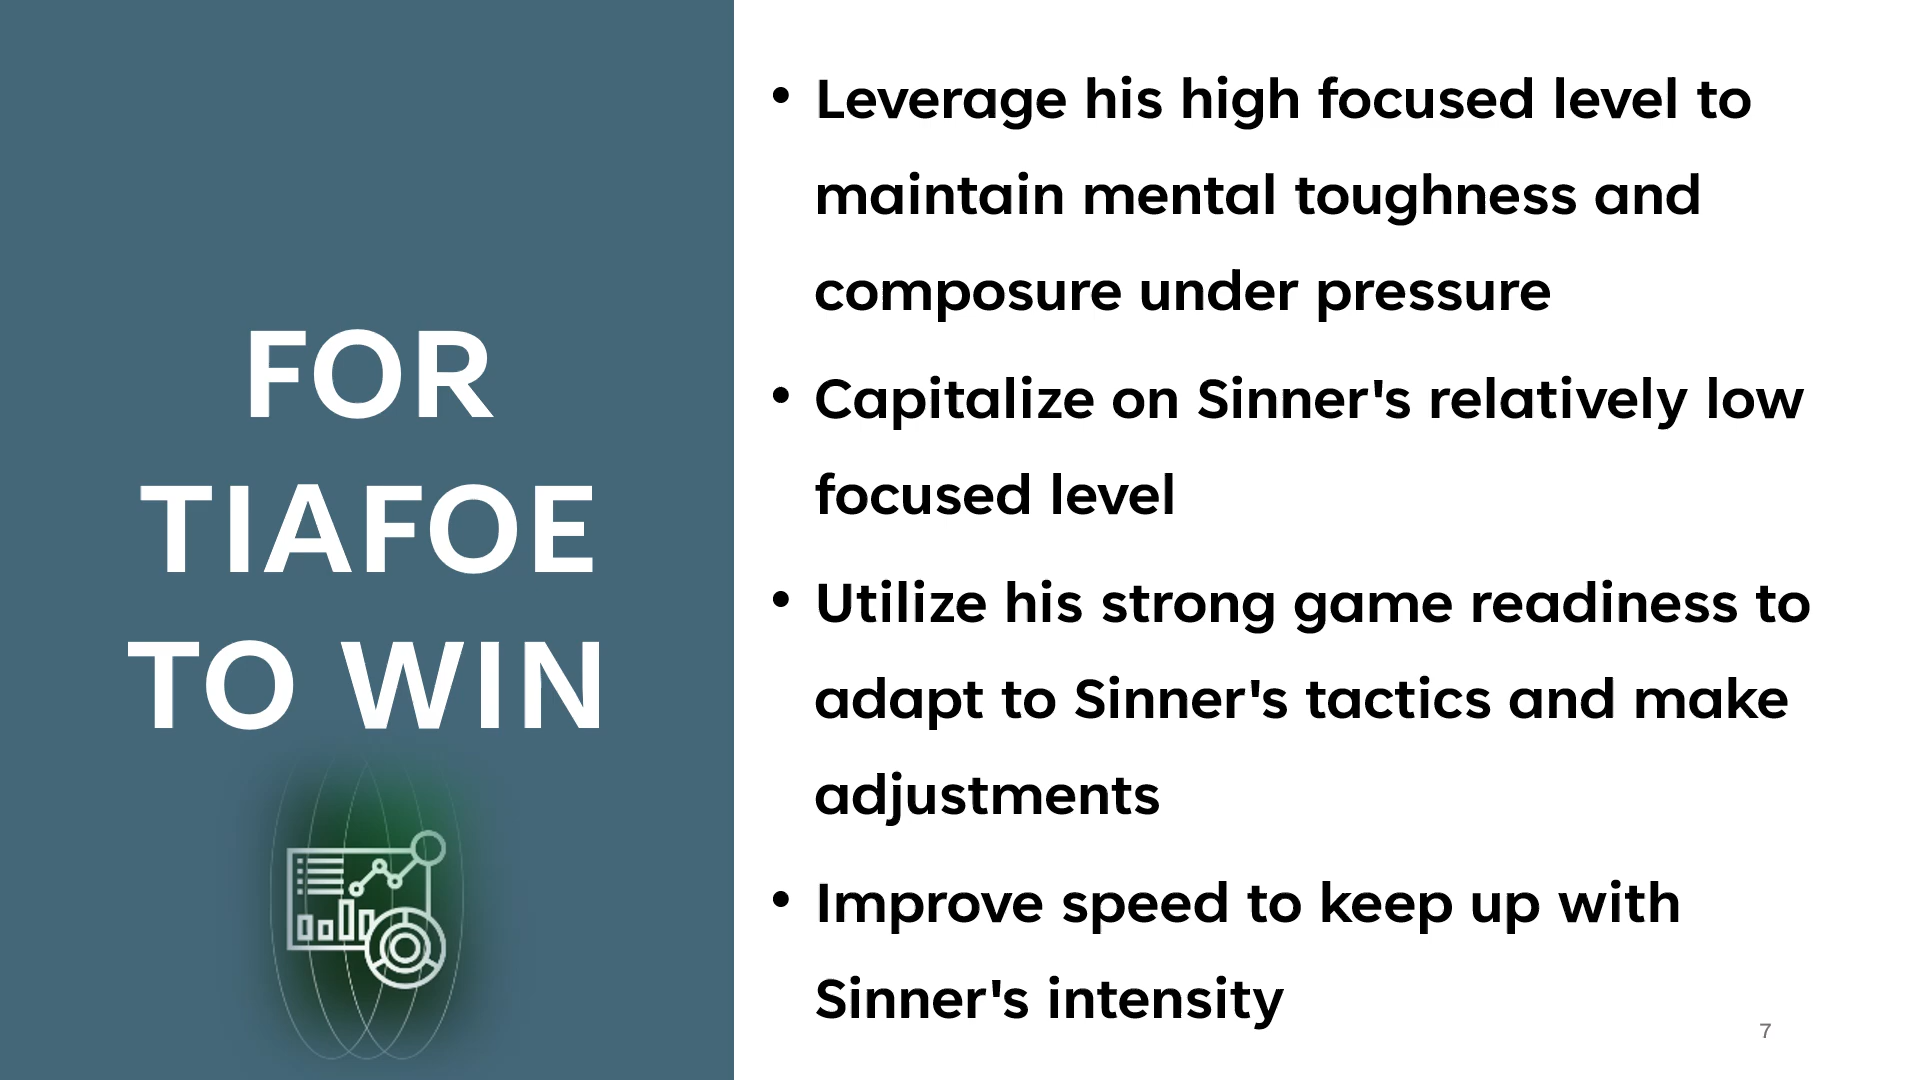 FOR
TIAFOE
TO WIN
• Leverage his high focused level to
maintain mental toughness and
composure under pressure
• Capitalize on Sinner's relatively low
focused level
• Utilize his strong game readiness to
adapt to Sinner's tactics and make
adjustments
• Improve speed to keep up with
Sinner's intensity
7